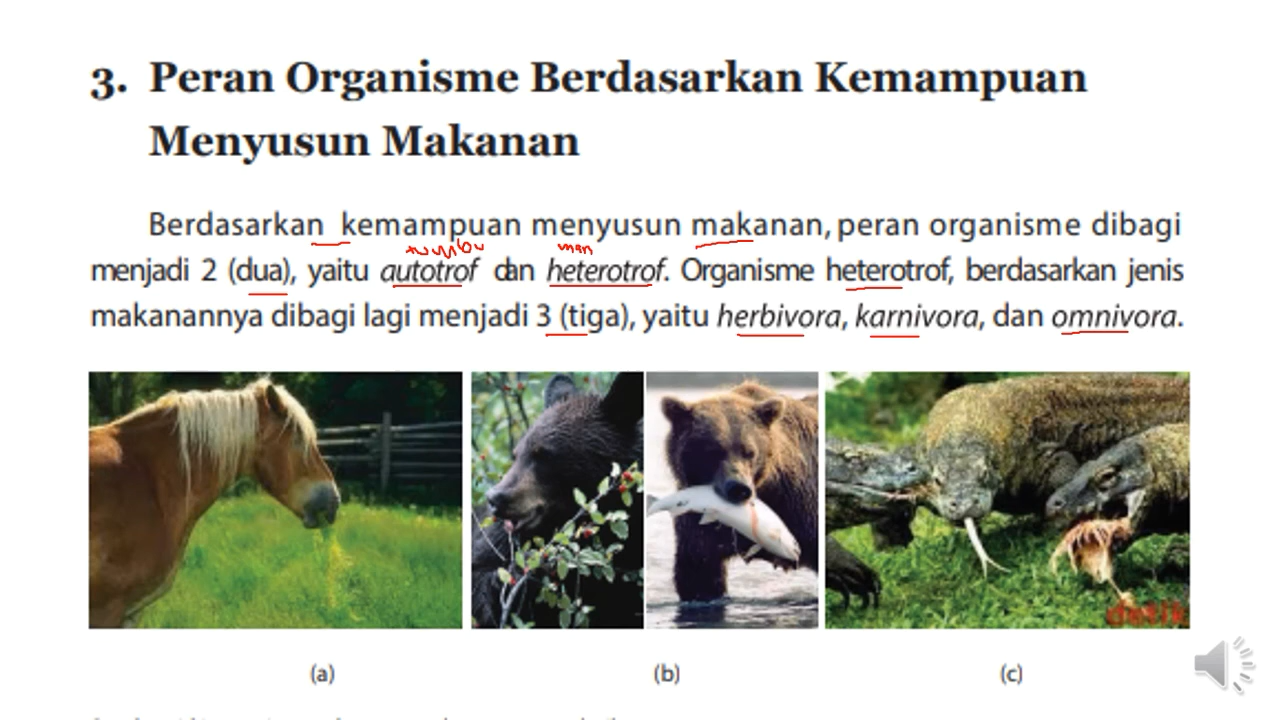 3. Peran Organisme Berdasarkan Kemampuan
Menyusun Makanan
Berdasarkan kemampuan menyusun makanan, peran organisme dibagi
menjadi 2 (dua), yaitu autotrof dan heterotrof. Organisme heterotrof, berdasarkan jenis
makanannya dibagi lagi menjadi 3 (tiga), yaitu herbivora, karnivora, dan omnivora.
detik
(a) (b) (c)